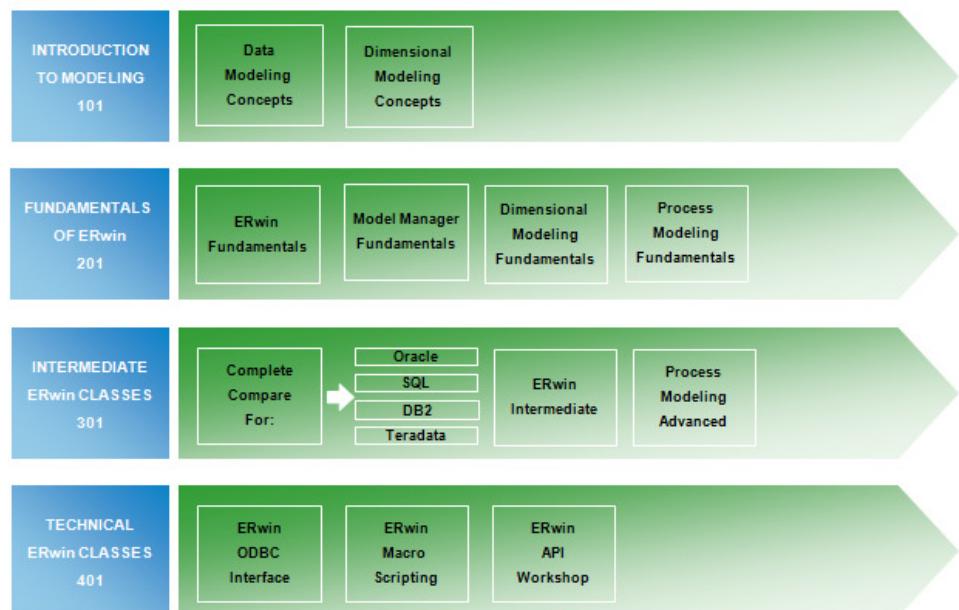 INTRODUCTION
TO MODELING
101
Data
Modeling
Concepts
Dimensional
Modeling
Concepts
FUNDAMENTALS
OF ERwin
201
ERwin
Fundamentals
Model Manager
Fundamentals
Dimensional
Modeling
Fundamentals
Process
Modeling
Fundamentals
INTERMEDIATE
ERwin CLASSES
301
Complete
Compare
For:
Oracle
SQL
DB2
Teradata
ERwin
Intermediate
Process
Modeling
Advanced
TECHNICAL
ERwin CLASSES
401
ERwin
ODBC
Interface
ERwin
Macro
Scripting
ERwin
API
Workshop